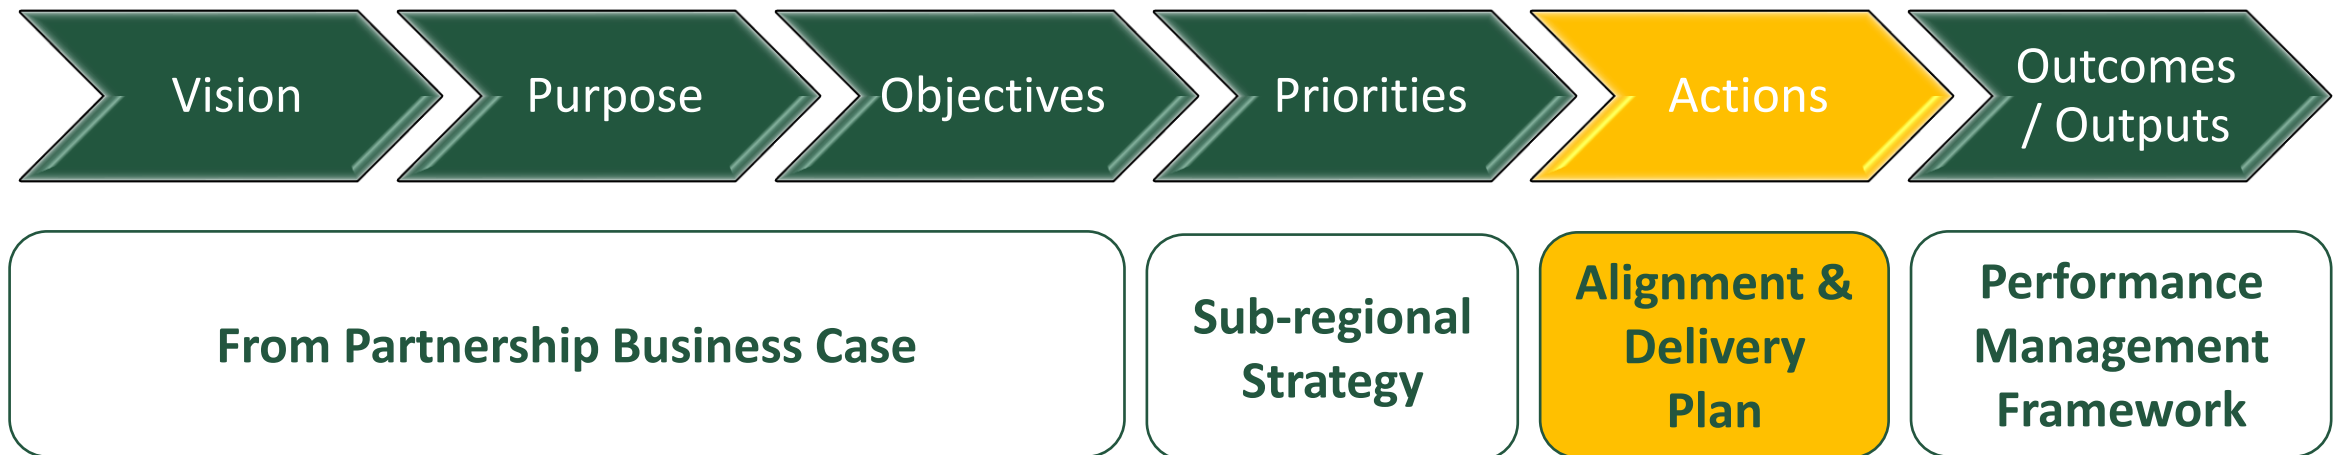 Vision
Purpose
Objectives
Priorities
Actions
Outcomes
/ Outputs
From Partnership Business Case
Sub-regional
Strategy
Alignment &
Delivery
Plan
Performance
Management
Framework